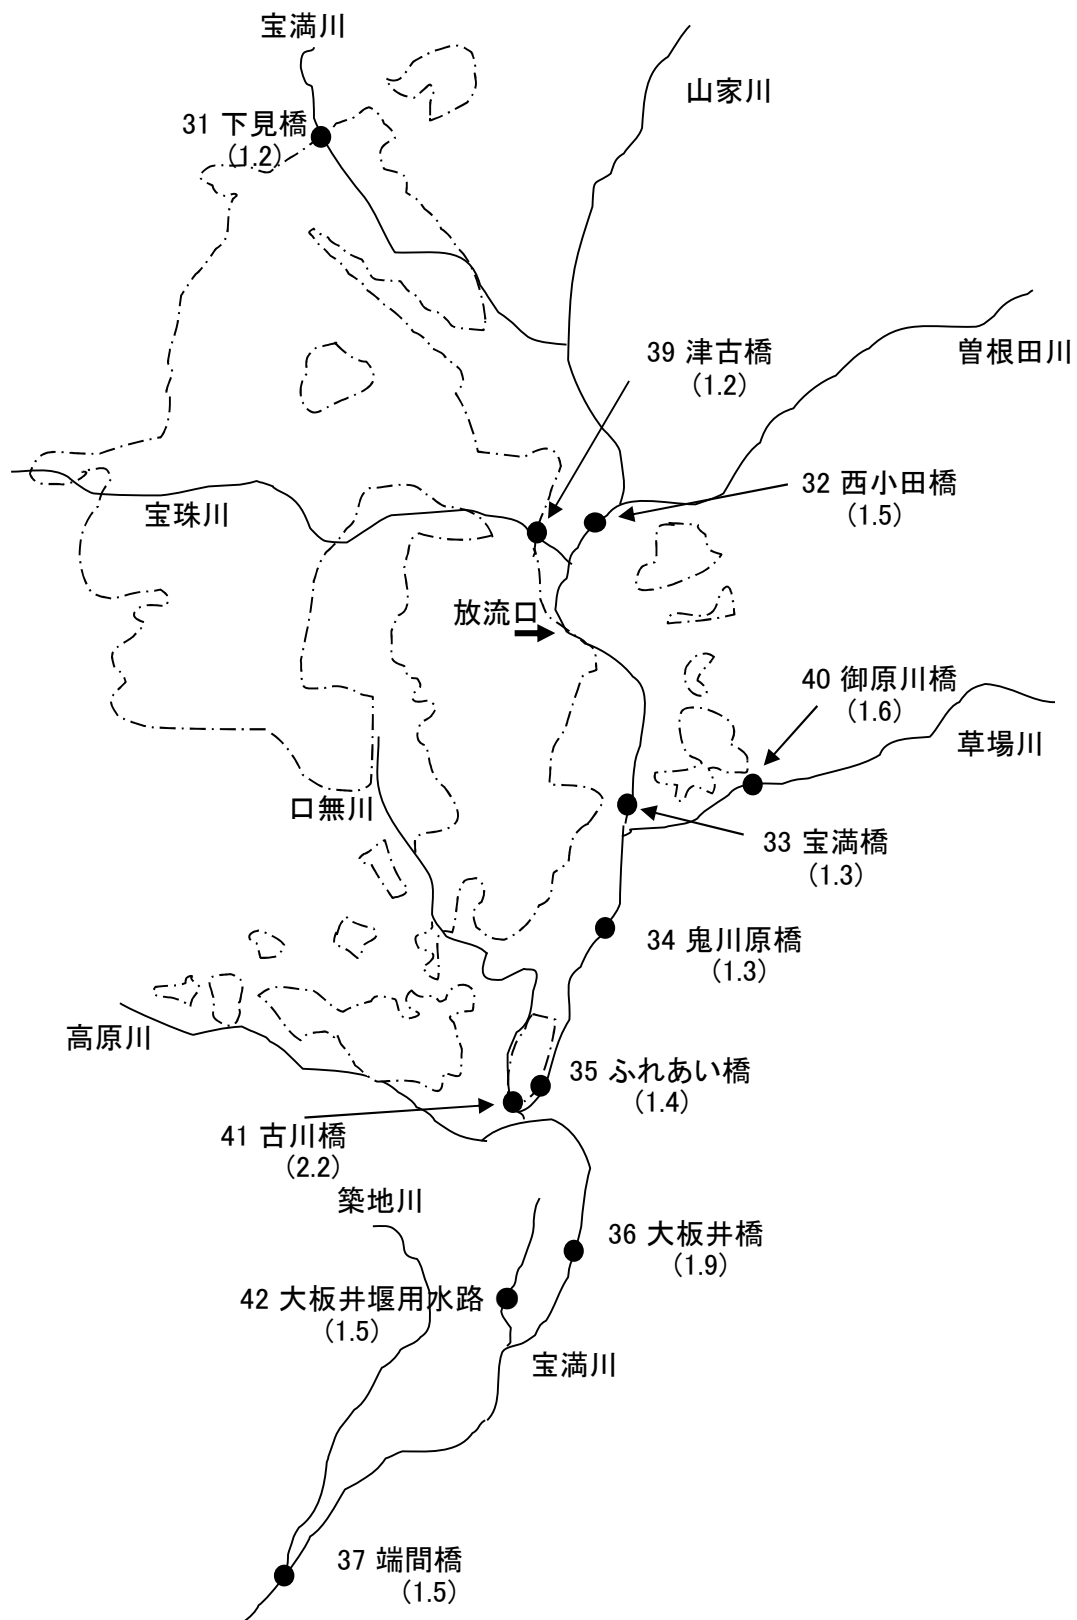 宝満川
山家川
31 下見橋
(1.2)
39 津古橋
(1.2)
曽根田川
32 西小田橋
(1.5)
宝珠川
放流口
40 御原川橋
(1.6)
草場川
口無川
33 宝満橋
(1.3)
34 鬼川原橋
(1.3)
高原川
35 ふれあい橋
(1.4)
41 古川橋
(2.2)
築地川
36 大板井橋
(1.9)
42 大板井堰用水路
(1.5)
宝満川
37 端間橋
(1.5)